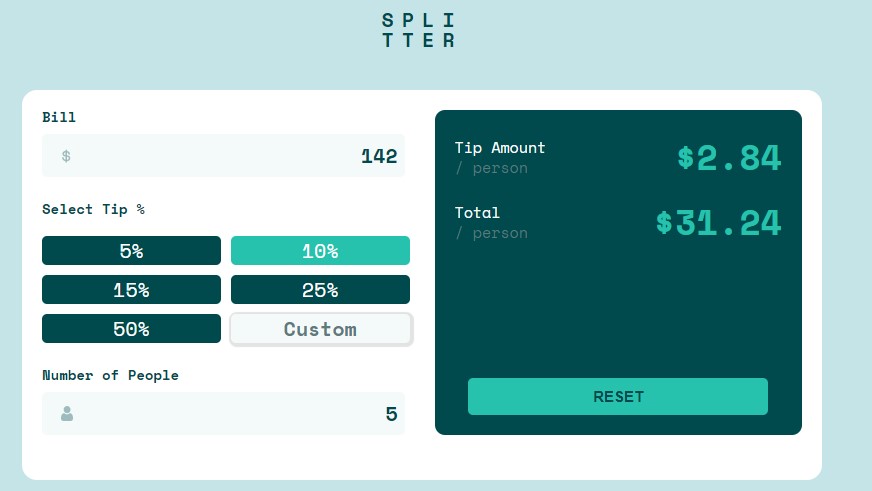 SPLI
TTER
Bill
$ 142
Select Tip %
5% 10%
15% 25%
50% Custom
Number of People
5
Tip Amount
/ person
$2.84
Total
/ person
$31.24
RESET